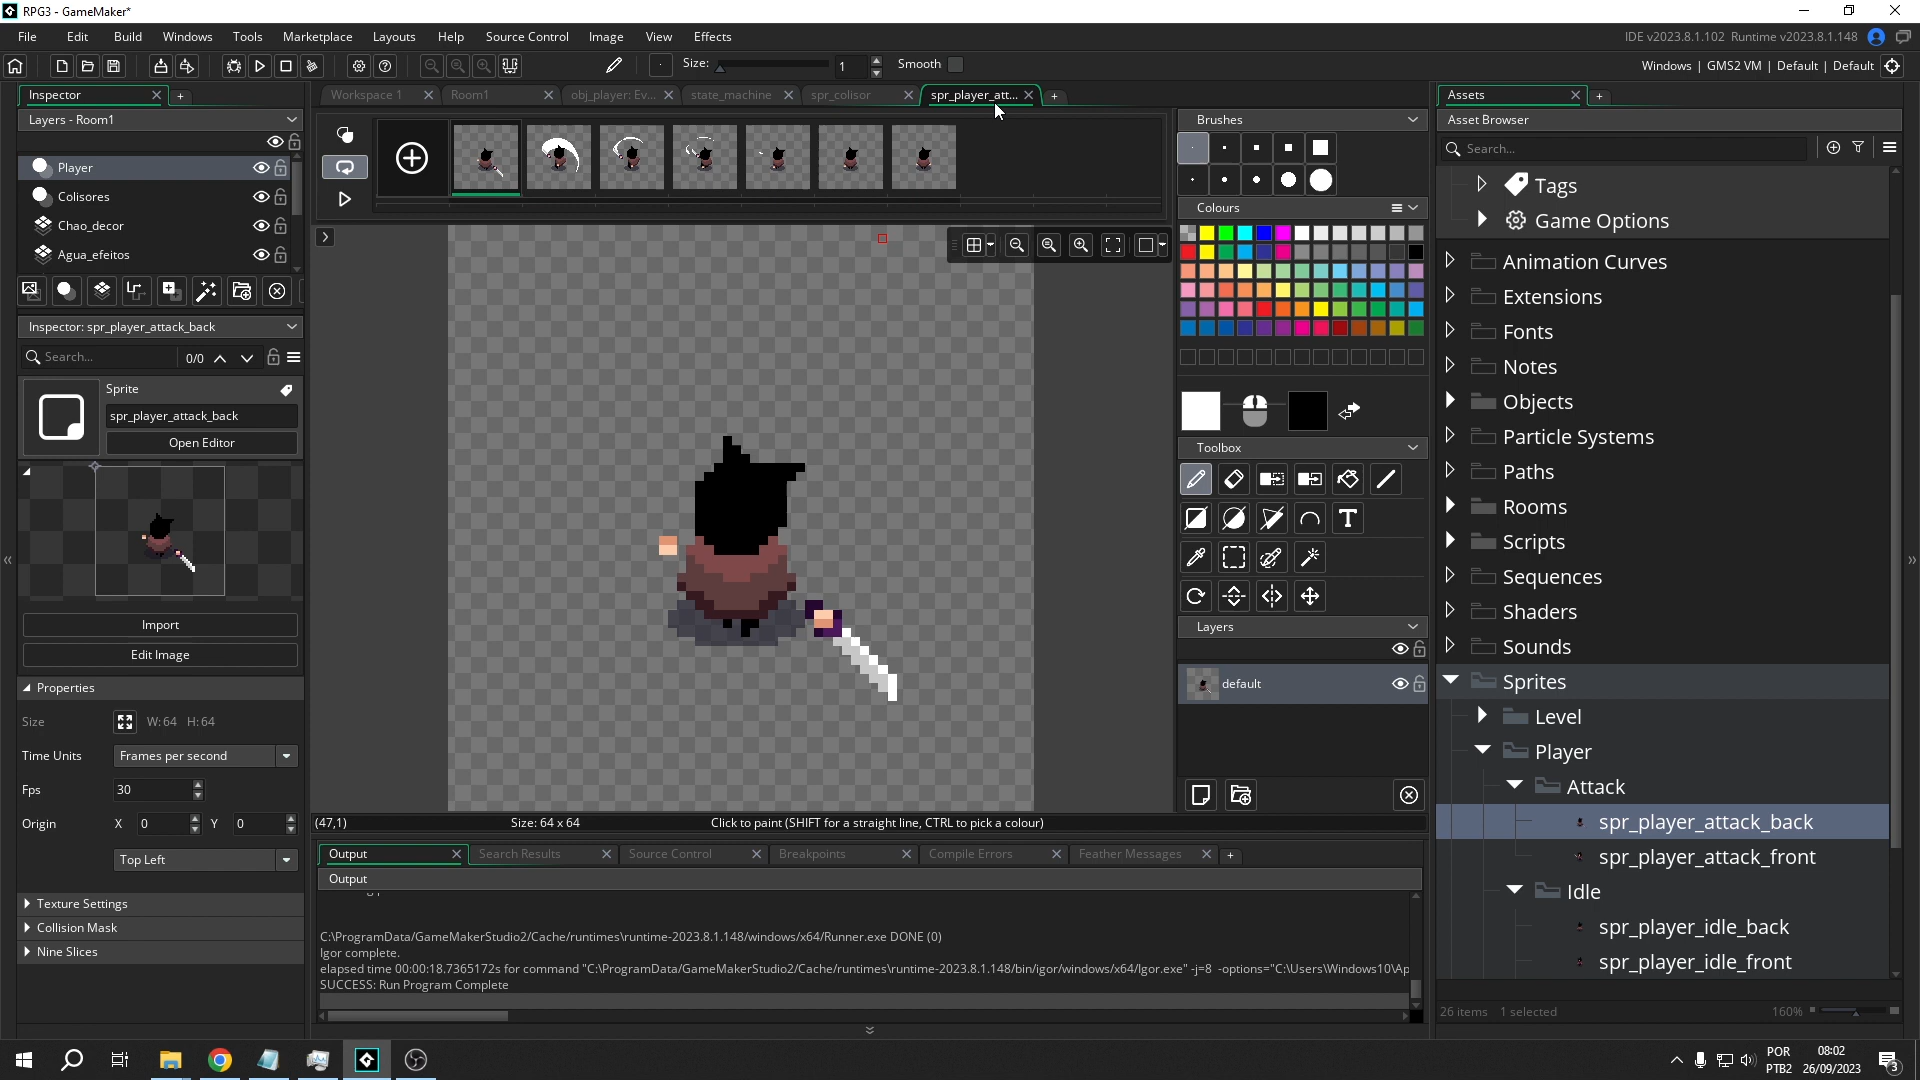 RPG3 - GameMaker*
File Edit Build Windows Tools Marketplace Layouts Help Source Control Image View Effects
IDE v2023.8.1.102 Runtime v2023.8.1.148
Size: 1 Smooth
Windows | GMS2 VM | Default | Default
Inspector
Workspace 1 Room1 obj_player: Ev... state_machine spr_colisor spr_player_att...
Assets
Layers - Room1
Player
Colisores
Chao_decor
Agua_efeitos
Inspector: spr_player_attack_back
Search... 0/0
Sprite
spr_player_attack_back
Open Editor
Import
Edit Image
Properties
Size W:64 H:64
Time Units Frames per second
Fps 30
Origin X 0 Y 0
Top Left
Texture Settings
Collision Mask
Nine Slices
(47,1) Size: 64 x 64 Click to paint (SHIFT for a straight line, CTRL to pick a colour)
Output Search Results Source Control Breakpoints Compile Errors Feather Messages
Output
C:\ProgramData/GameMakerStudio2/Cache/runtimes\runtime-2023.8.1.148/windows/x64/Runner.exe DONE (0)
Igor complete.
elapsed time 00:00:18.7365172s for command "C:\ProgramData/GameMakerStudio2/Cache/runtimes\runtime-2023.8.1.148/bin/igor/windows/x64/Igor.exe" -j=8 -options="C:\Users\Windows10\Ap
SUCCESS: Run Program Complete
Brushes
Colours
Toolbox
T
Layers
default
Asset Browser
Search...
Tags
Game Options
Animation Curves
Extensions
Fonts
Notes
Objects
Particle Systems
Paths
Rooms
Scripts
Sequences
Shaders
Sounds
Sprites
Level
Player
Attack
spr_player_attack_back
spr_player_attack_front
Idle
spr_player_idle_back
spr_player_idle_front
26 items 1 selected 160%
POR
PTB2
08:02
26/09/2023
3